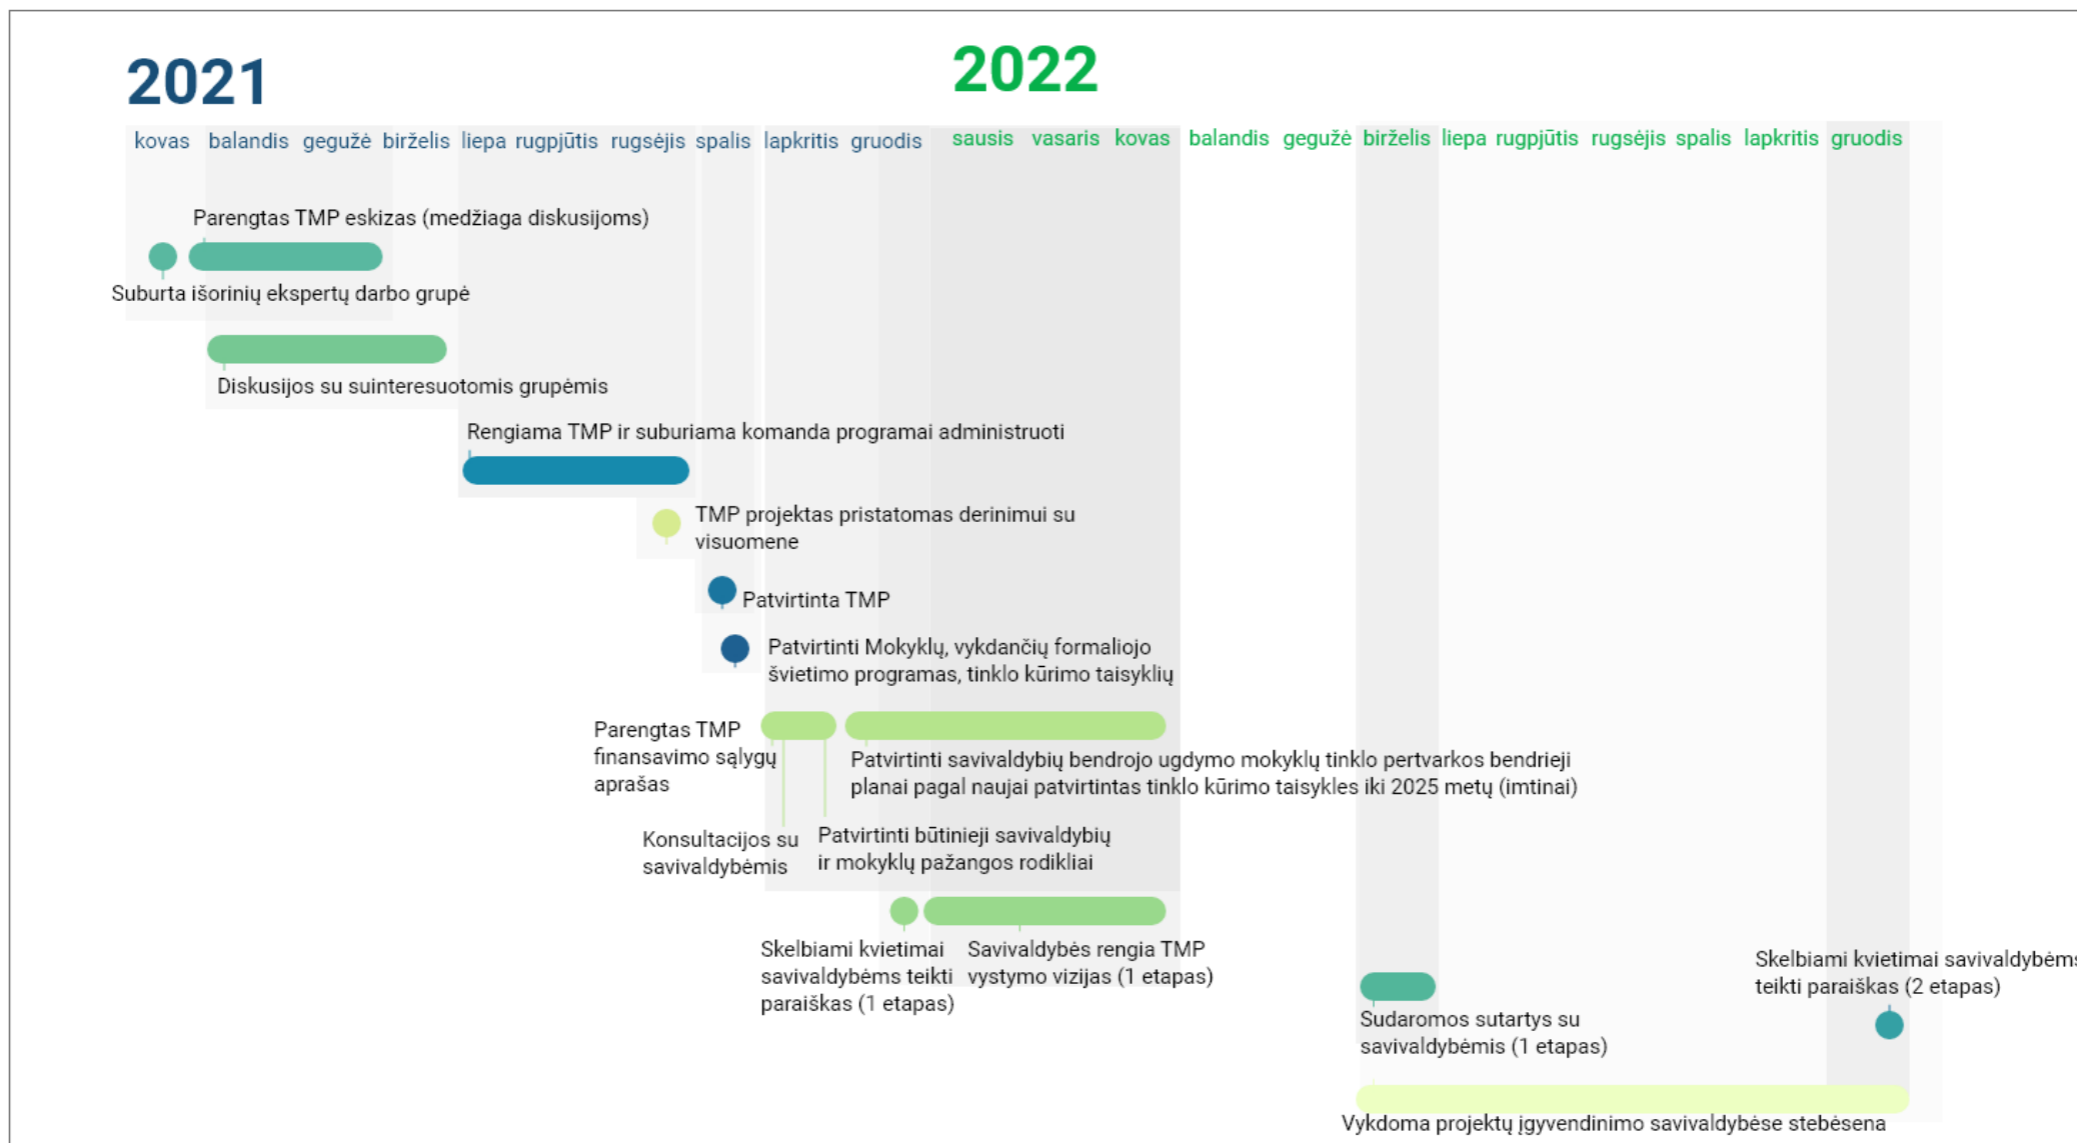 2021
2022
kovas balandis gegužė birželis liepa rugpjūtis rugsėjis spalis lapkritis gruodis sausis vasaris kovas balandis gegužė birželis liepa rugpjūtis rugsėjis spalis lapkritis gruodis
Parengtas TMP eskizas (medžiaga diskusijoms)
Suburta išorinių ekspertų darbo grupė
Diskusijos su suinteresuotomis grupėmis
Rengiama TMP ir suburiama komanda programai administruoti
TMP projektas pristatomas derinimui su
visuomene
Patvirtinta TMP
Patvirtinti Mokyklų, vykdančių formaliojo
švietimo programas, tinklo kūrimo taisyklių
Parengtas TMP
finansavimo sąlygų
aprašas
Patvirtinti savivaldybių bendrojo ugdymo mokyklų tinklo pertvarkos bendrieji
planai pagal naujai patvirtintas tinklo kūrimo taisykles iki 2025 metų (imtinai)
Konsultacijos su
savivaldybėmis
Patvirtinti būtinieji savivaldybių
ir mokyklų pažangos rodikliai
Skelbiami kvietimai
savivaldybėms teikti
paraiškas (1 etapas)
Savivaldybės rengia TMP
vystymo vizijas (1 etapas)
Skelbiami kvietimai savivaldybėms
teikti paraiškas (2 etapas)
Sudaromos sutartys su
savivaldybėmis (1 etapas)
Vykdoma projektų įgyvendinimo savivaldybėse stebėsena